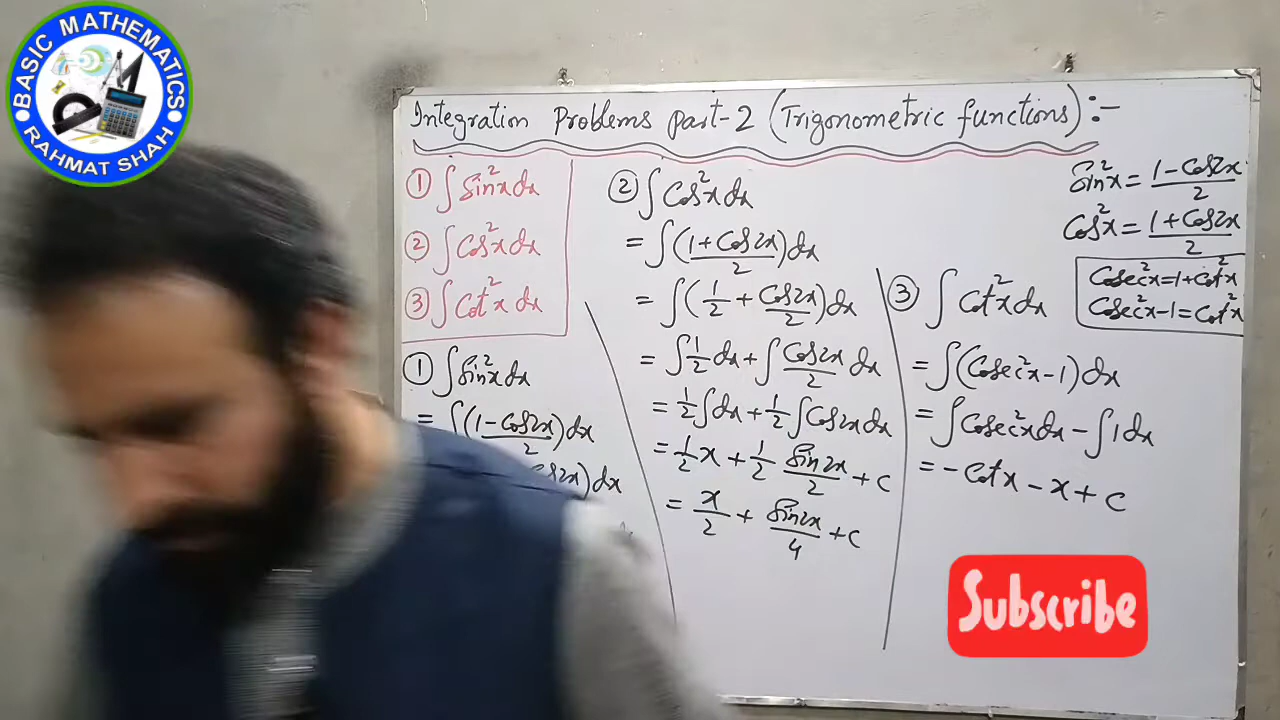 BASIC MATHEMATICS
RAHMAT SHAH
Integration Problems part-2 (Trigonometric functions):-
① ∫Sin²x dx
② ∫Cos²x dx
③ ∫Cot²x dx
① ∫Sin²x dx
= ∫(1-Cos2x)/2 dx
cos2x) dx
② ∫Cos²x dx
= ∫(1+Cos2x)/2 dx
= ∫(1/2 + Cos2x/2) dx
= ∫1/2 dx + ∫Cos2x/2 dx
= 1/2 ∫dx + 1/2 ∫Cos2x dx
= 1/2 x + 1/2 Sin2x/2 + C
= x/2 + Sin2x/4 + C
Sin²x = 1-Cos2x/2
Cos²x = 1+Cos2x/2
Cosec²x = 1+Cot²x
Cosec²x-1 = Cot²x
③ ∫Cot²x dx
= ∫(Cosec²x-1) dx
= ∫Cosec²x dx - ∫1 dx
= -Cotx - x + C
Subscribe